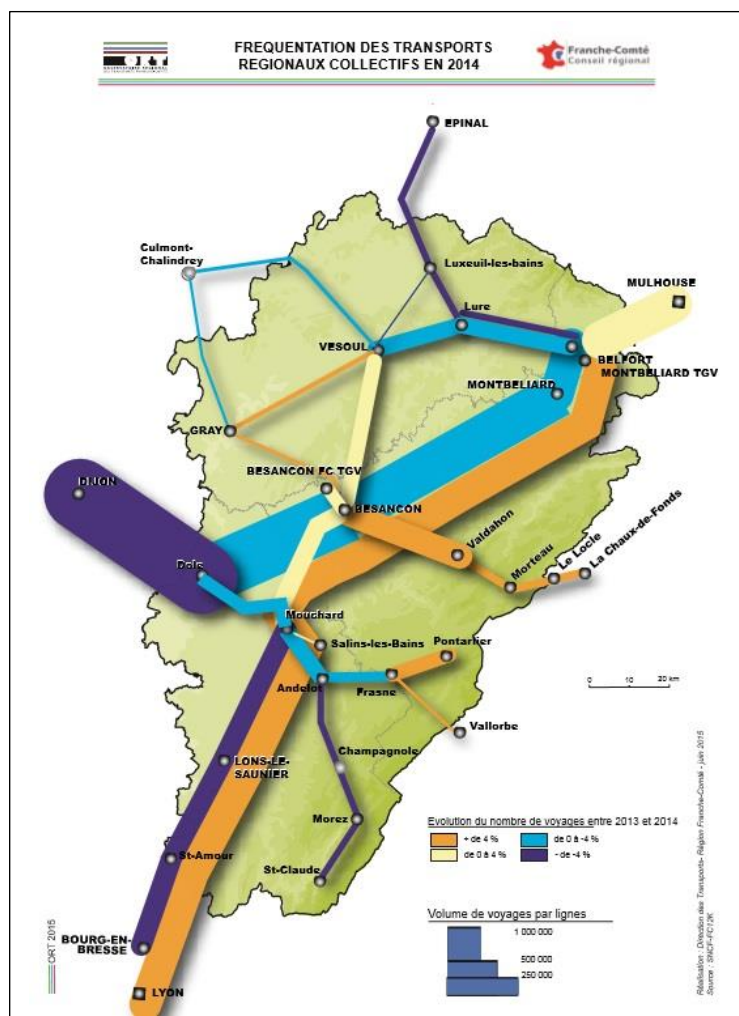 ORT
FREQUENTATION DES TRANSPORTS
REGIONAUX COLLECTIFS EN 2014
Franche-Comté
Conseil régional
EPINAL
Culmont-
Chalindrey
Luxeuil-les-bains
MULHOUSE
Lure
VESOUL
BELFORT
MONTBELIARD TGV
MONTBELIARD
GRAY
BESANCON FC TGV
DIJON
BESANCON
Valdahon
La Chaux-de-Fonds
Le Locle
Morteau
Dole
Mouchard
Salins-les-Bains
Pontarlier
Andelot
Frasne
0 10 20 km
Vallorbe
Champagnole
LONS-LE-
SAUNIER
Morez
St-Amour
St-Claude
BOURG-EN-
BRESSE
LYON
Evolution du nombre de voyages entre 2013 et 2014
+ de 4 % de 0 à -4 %
de 0 à 4 % - de -4 %
Volume de voyages par lignes
1 000 000
500 000
250 000
ORT 2015
Réalisation : Direction des Transports- Région Franche-Comté - juin 2015
Source : SNCF-FC12K